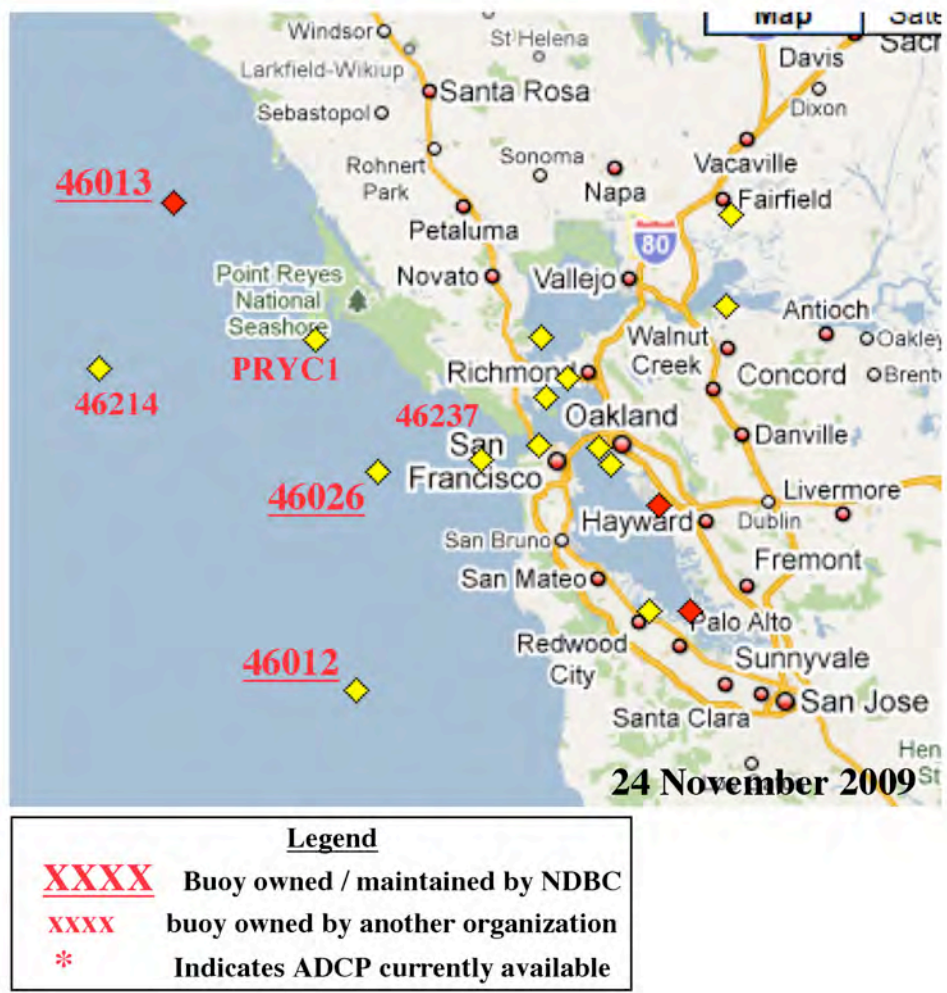 Map
Sate
Windsor
St Helena
Sacr
Davis
Larkfield-Wikiup
Santa Rosa
Dixon
Sebastopol
Rohnert
Park
Sonoma
Napa
Vacaville
46013
Fairfield
Petaluma
80
Point Reyes
National
Seashore
Novato
Vallejo
Antioch
Walnut
Creek
Oakley
PRYC1
Richmond
Concord
Brent
46214
46237
Oakland
San
Francisco
Danville
46026
Livermore
Hayward
Dublin
San Bruno
Fremont
San Mateo
Palo Alto
Redwood
City
46012
Sunnyvale
San Jose
Santa Clara
Hen
St
24 November 2009
Legend
XXXX Buoy owned / maintained by NDBC
xxxx buoy owned by another organization
* Indicates ADCP currently available